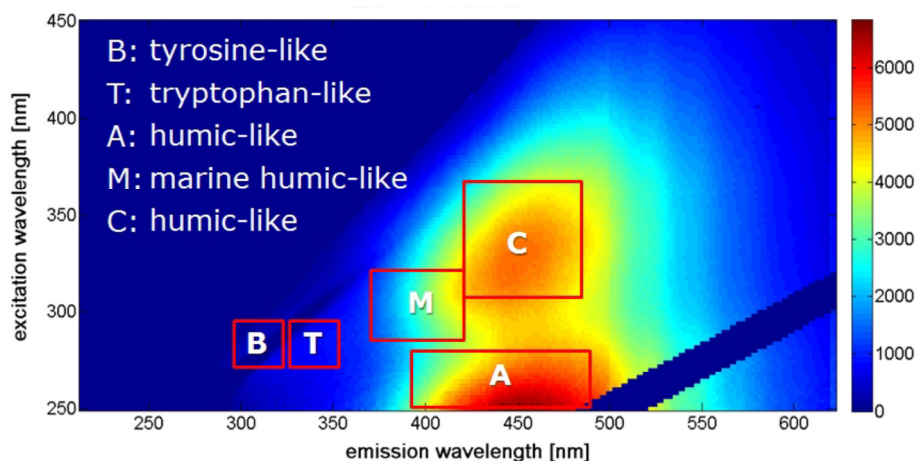 B: tyrosine-like
T: tryptophan-like
A: humic-like
M: marine humic-like
C: humic-like
C
M
B
T
A
excitation wavelength [nm]
450
400
350
300
250
250
300
350
400
450
500
550
600
emission wavelength [nm]
6000
5000
4000
3000
2000
1000
0